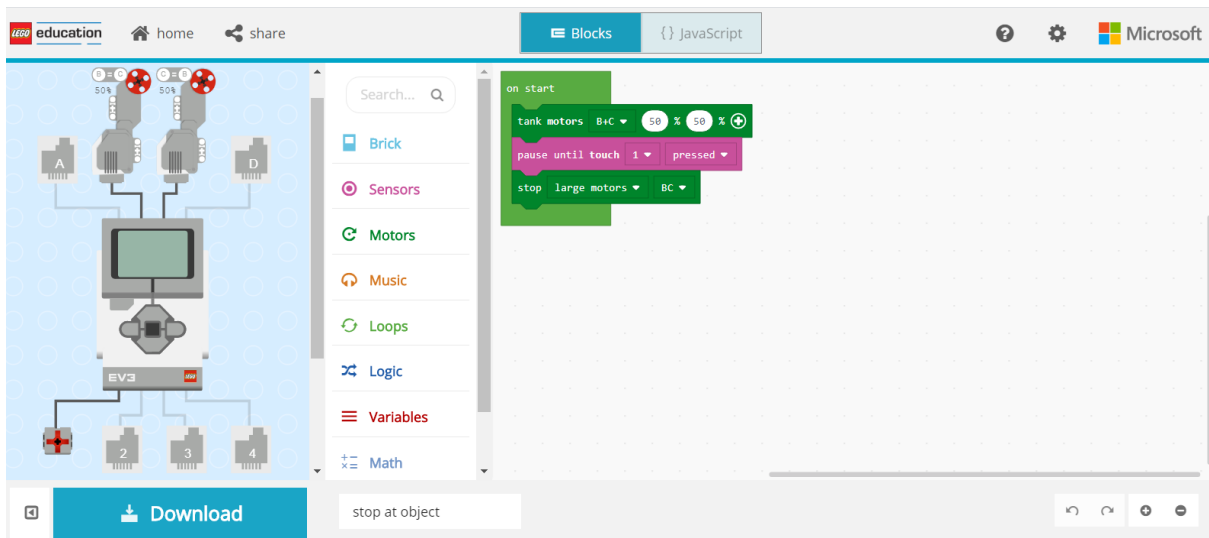 LEGO education
home
share
Blocks
{ } JavaScript
Microsoft
B = C
C = B
50%
50%
A
D
EV3
LEGO
2
3
4
Search...
Brick
Sensors
Motors
Music
Loops
Logic
Variables
Math
on start
tank motors B+C 50 % 50 %
pause until touch 1 pressed
stop large motors BC
Download
stop at object